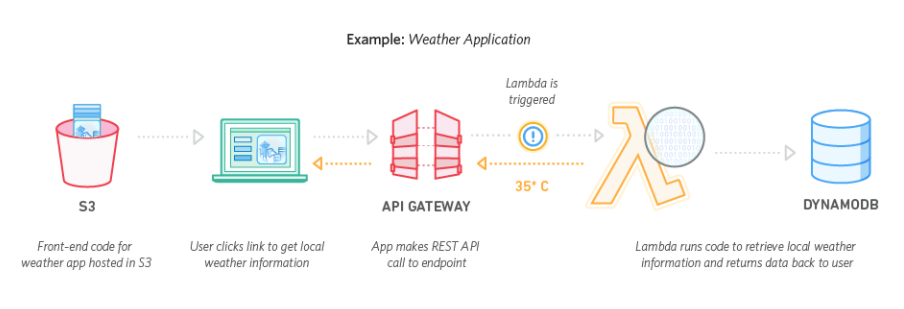 Example: Weather Application
Lambda is
triggered
35° C
S3
API GATEWAY
DYNAMODB
Front-end code for
weather app hosted in S3
User clicks link to get local
weather information
App makes REST API
call to endpoint
Lambda runs code to retrieve local weather
information and returns data back to user